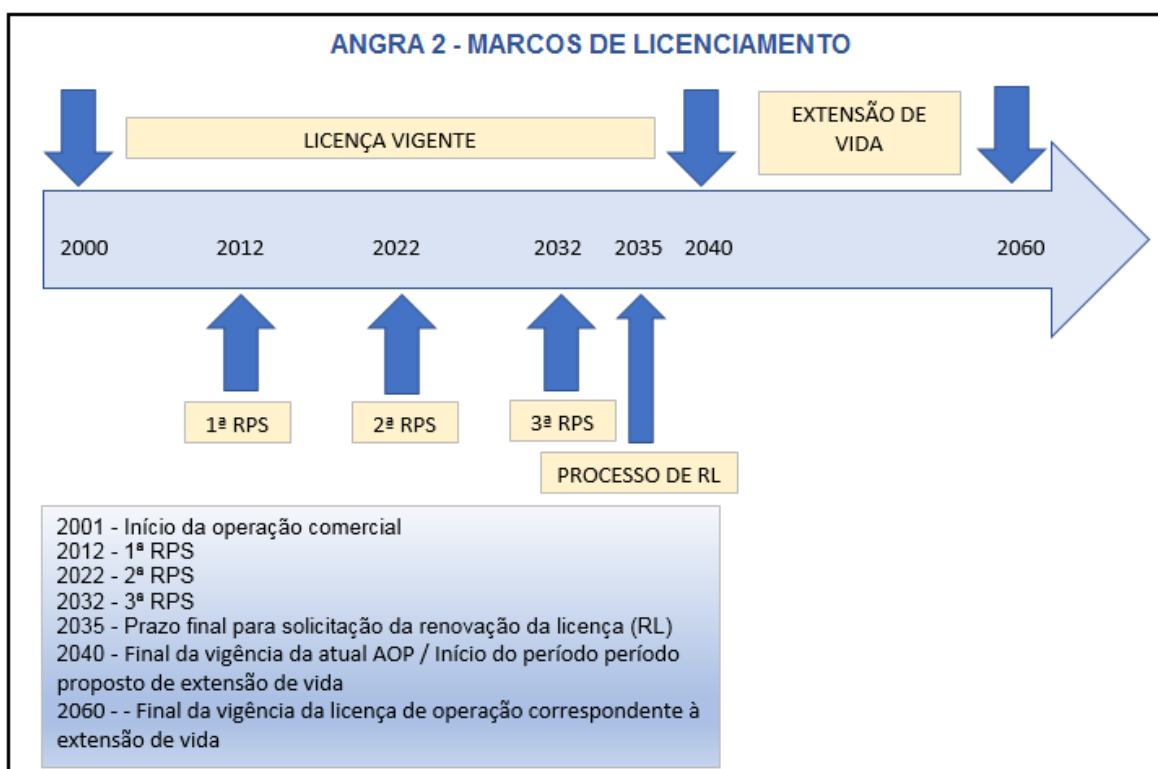 ANGRA 2 - MARCOS DE LICENCIAMENTO
LICENÇA VIGENTE
EXTENSÃO DE
VIDA
2000 2012 2022 2032 2035 2040 2060
1ª RPS 2ª RPS 3ª RPS
PROCESSO DE RL
2001 - Início da operação comercial
2012 - 1ª RPS
2022 - 2ª RPS
2032 - 3ª RPS
2035 - Prazo final para solicitação da renovação da licença (RL)
2040 - Final da vigência da atual AOP / Início do período período
proposto de extensão de vida
2060 - - Final da vigência da licença de operação correspondente à
extensão de vida